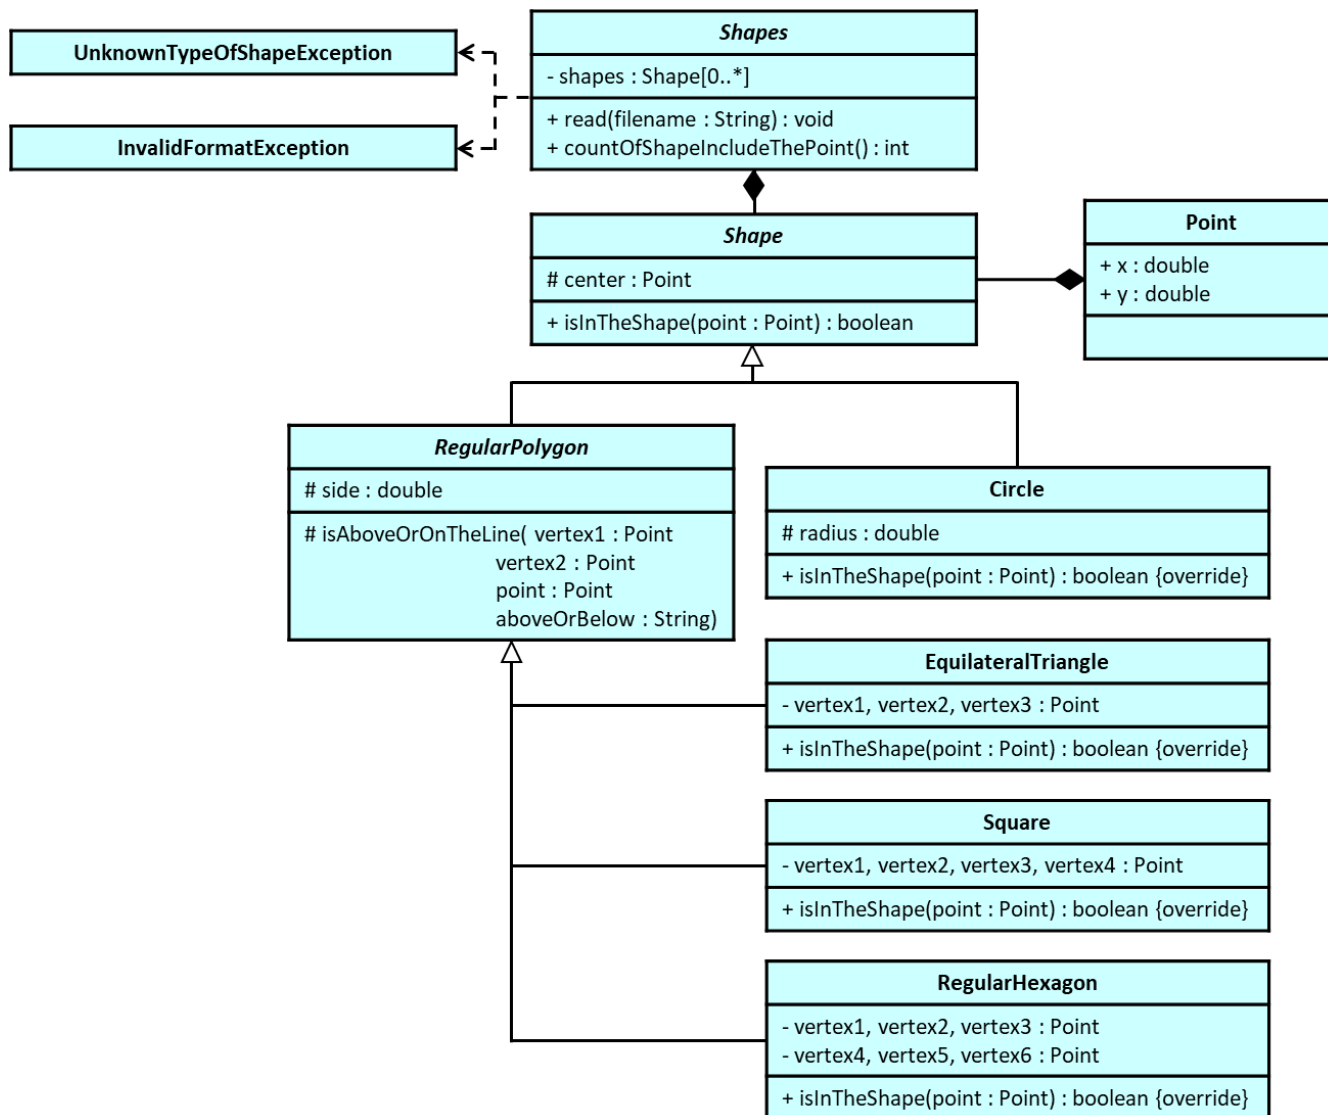 UnknownTypeOfShapeException
InvalidFormatException
Shapes
- shapes : Shape[0..*]
+ read(filename : String) : void
+ countOfShapeIncludeThePoint() : int
Shape
# center : Point
+ isInTheShape(point : Point) : boolean
Point
+ x : double
+ y : double
RegularPolygon
# side : double
# isAboveOrOnTheLine( vertex1 : Point
vertex2 : Point
point : Point
aboveOrBelow : String)
Circle
# radius : double
+ isInTheShape(point : Point) : boolean {override}
EquilateralTriangle
- vertex1, vertex2, vertex3 : Point
+ isInTheShape(point : Point) : boolean {override}
Square
- vertex1, vertex2, vertex3, vertex4 : Point
+ isInTheShape(point : Point) : boolean {override}
RegularHexagon
- vertex1, vertex2, vertex3 : Point
- vertex4, vertex5, vertex6 : Point
+ isInTheShape(point : Point) : boolean {override}